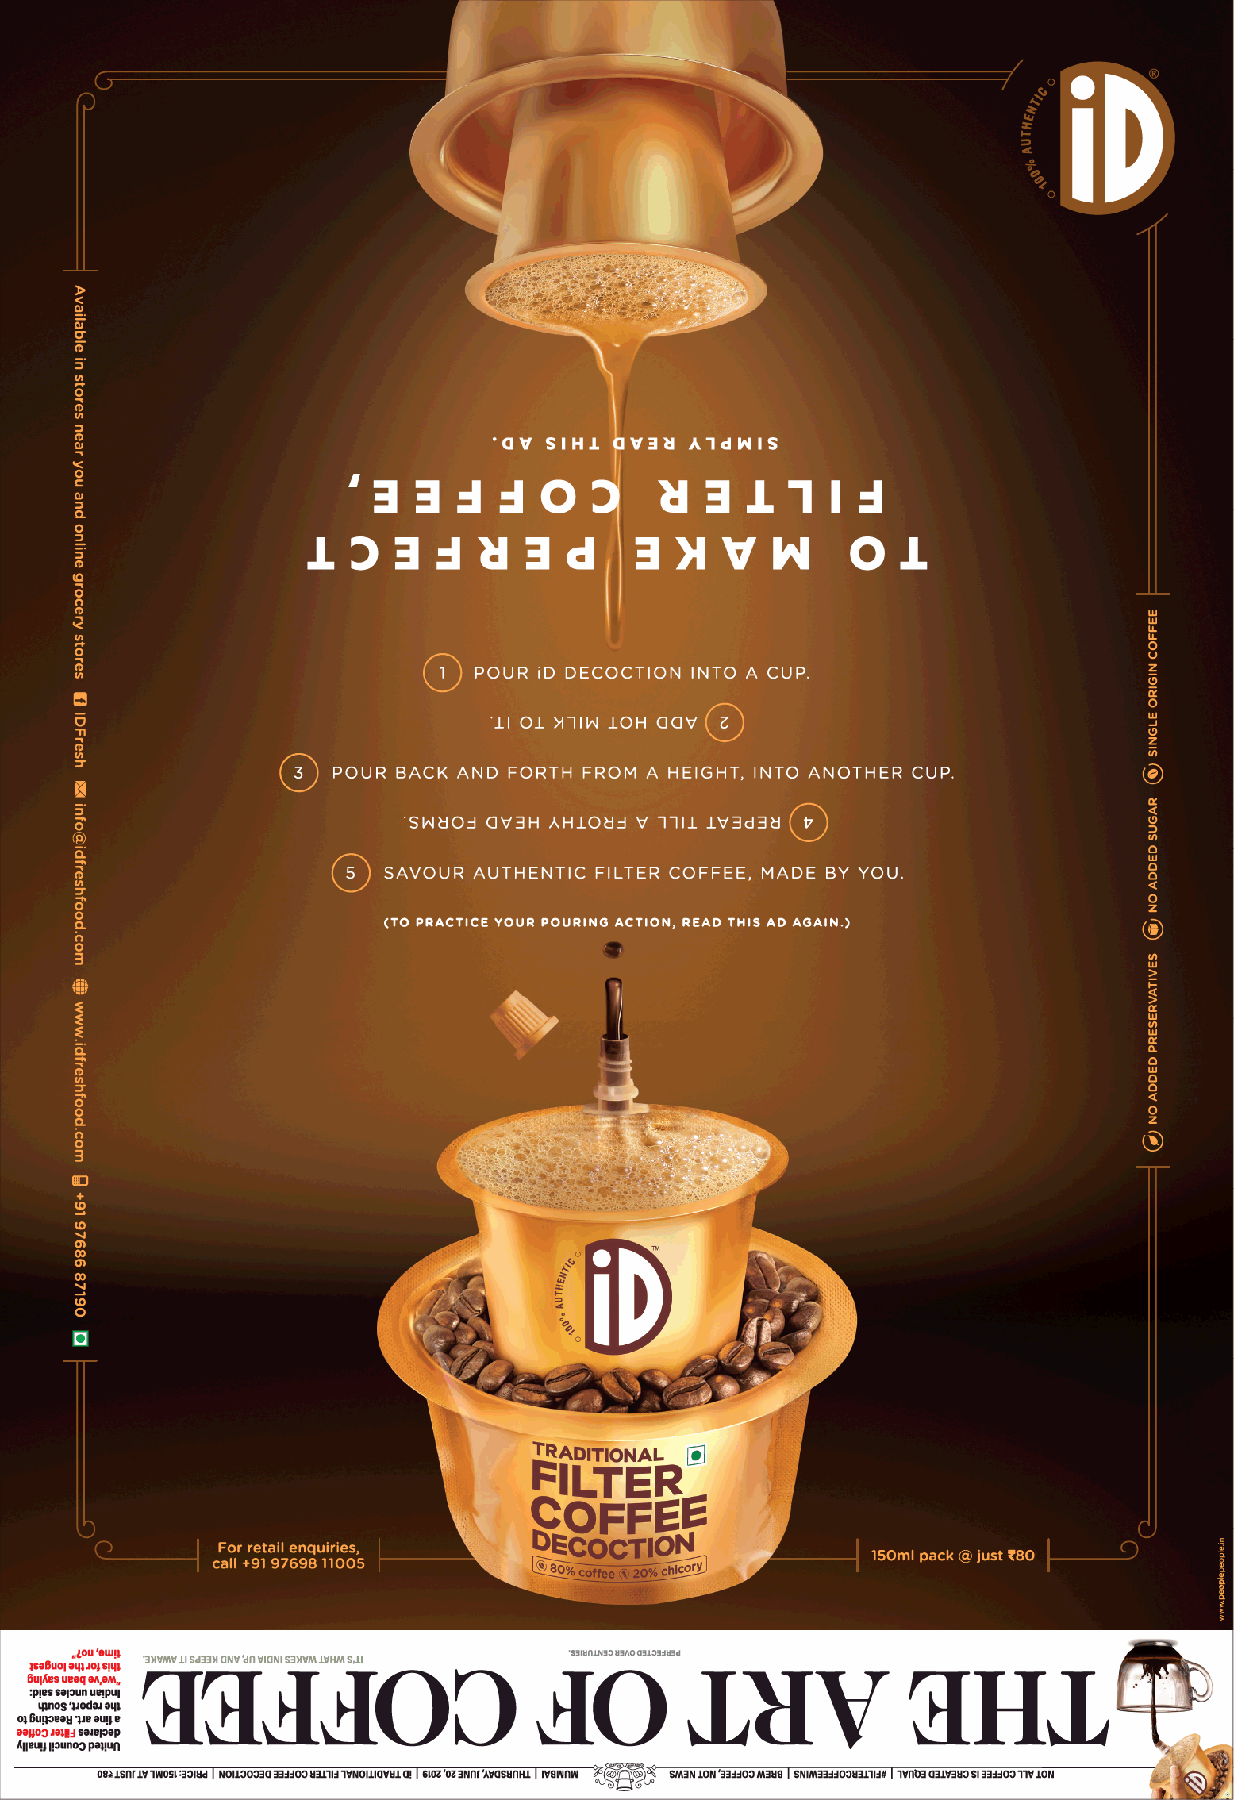 iD
®
100% AUTHENTIC
TO MAKE PERFECT
FILTER COFFEE,
SIMPLY READ THIS AD.
1 POUR iD DECOCTION INTO A CUP.
2 ADD HOT MILK TO IT.
3 POUR BACK AND FORTH FROM A HEIGHT, INTO ANOTHER CUP.
4 REPEAT TILL A FROTHY HEAD FORMS.
5 SAVOUR AUTHENTIC FILTER COFFEE, MADE BY YOU.
(TO PRACTICE YOUR POURING ACTION, READ THIS AD AGAIN.)
Available in stores near you and online grocery stores IDFresh info@idfreshfood.com www.idfreshfood.com +91 97686 87190
NO ADDED PRESERVATIVES NO ADDED SUGAR SINGLE ORIGIN COFFEE
iD
TM
100% AUTHENTIC
TRADITIONAL
FILTER
COFFEE
DECOCTION
80% coffee 20% chicory
For retail enquiries,
call +91 97698 11005
150ml pack @ just ₹80
www.peoplepeople.in
NOT ALL COFFEE IS CREATED EQUAL | #FILTERCOFFEEWINS | BREW COFFEE, NOT NEWS
MUMBAI | THURSDAY, JUNE 20, 2019 | iD TRADITIONAL FILTER COFFEE DECOCTION | PRICE: 150ML AT JUST ₹80
THE ART OF COFFEE
PERFECTED OVER CENTURIES.
IT'S WHAT WAKES INDIA UP, AND KEEPS IT AWAKE.
United Council finally
declares Filter Coffee
a fine art. Reacting to
the report, South
Indian uncles said:
"We've bean saying
this for the longest
time, no?"
iD